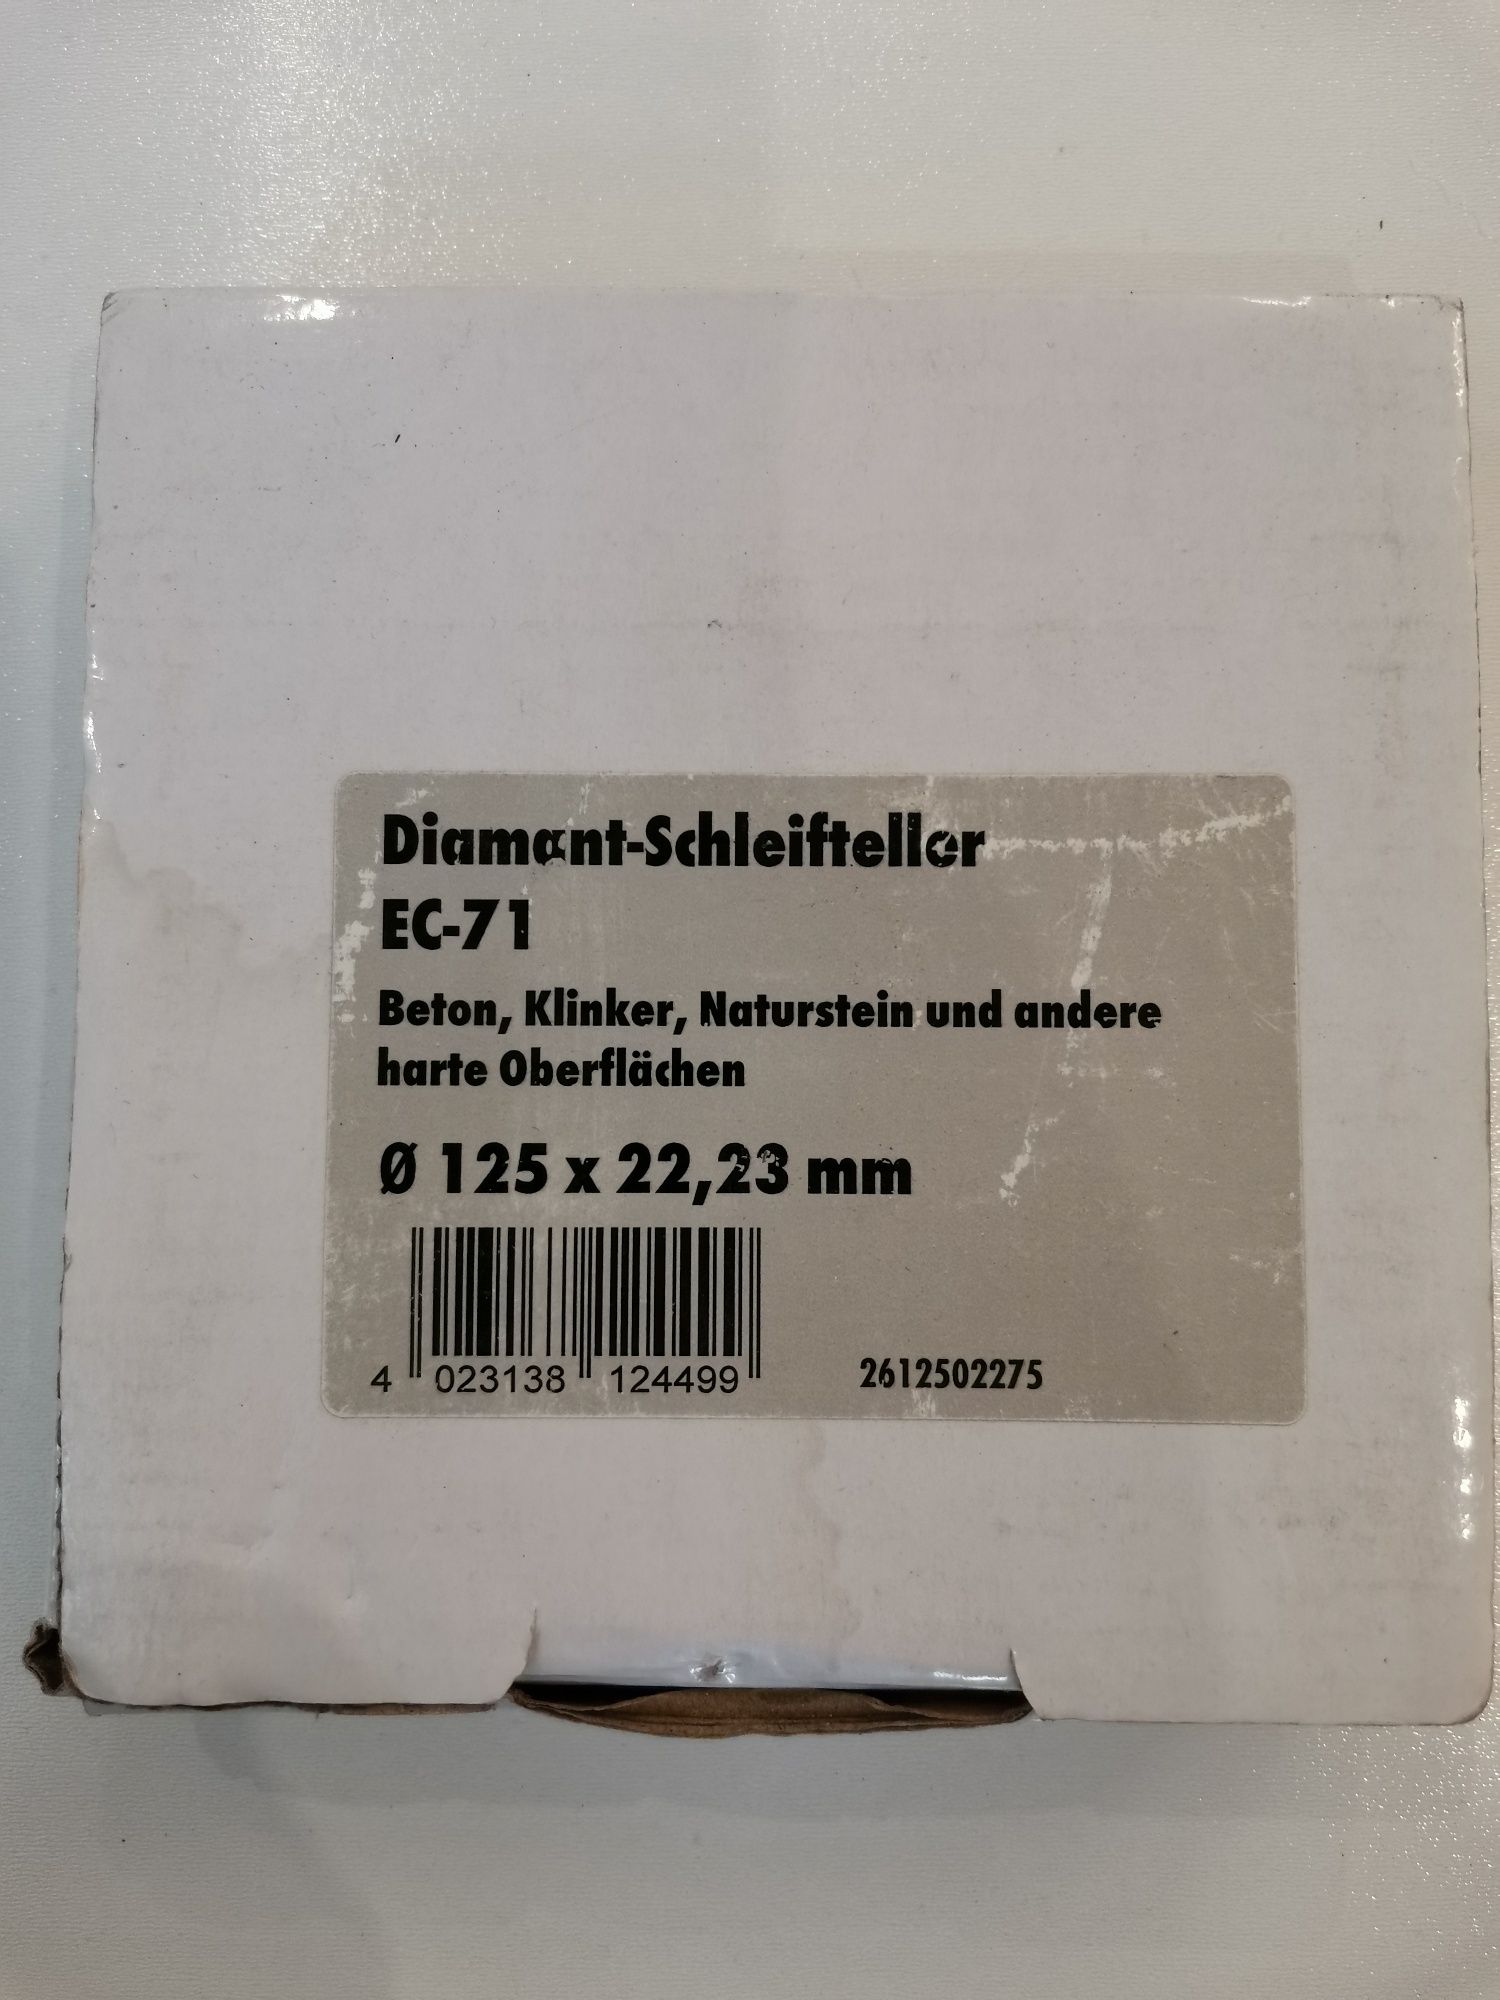 Diamant-Schleifteller
EC-71
Beton, Klinker, Naturstein und andere
harte Oberflächen
Ø 125 x 22,23 mm
4 023138 124499
2612502275